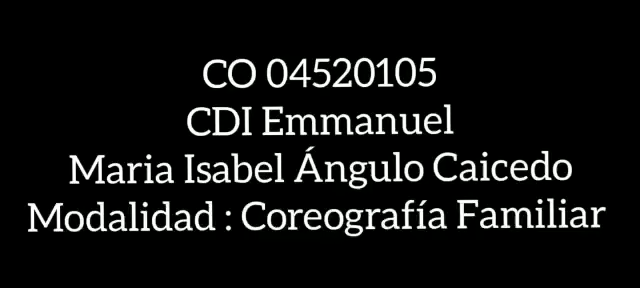 CO 04520105
CDI Emmanuel
Maria Isabel Ángulo Caicedo
Modalidad : Coreografía Familiar